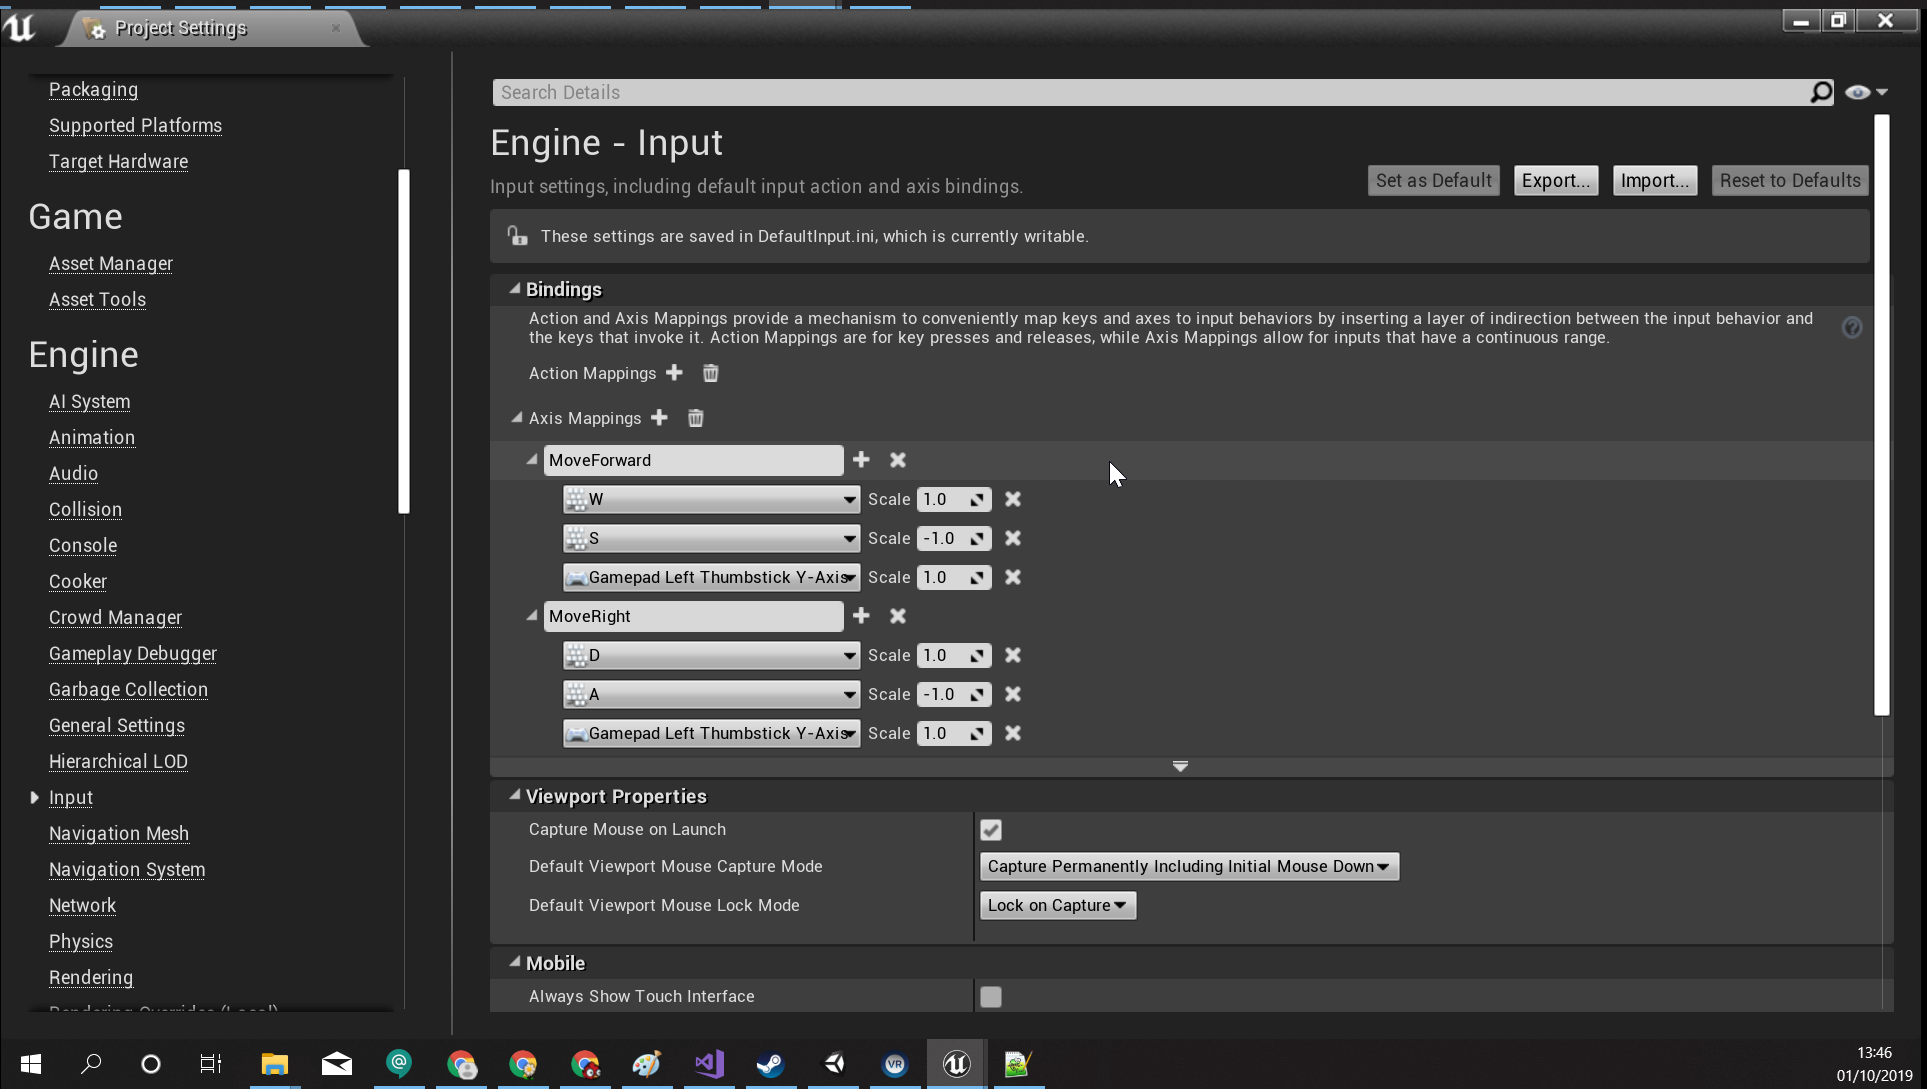 Project Settings
Packaging
Supported Platforms
Target Hardware
Game
Asset Manager
Asset Tools
Engine
AI System
Animation
Audio
Collision
Console
Cooker
Crowd Manager
Gameplay Debugger
Garbage Collection
General Settings
Hierarchical LOD
Input
Navigation Mesh
Navigation System
Network
Physics
Rendering
Rendering Overrides (Local)
Search Details
Engine - Input
Input settings, including default input action and axis bindings.
Set as Default
Export...
Import...
Reset to Defaults
These settings are saved in DefaultInput.ini, which is currently writable.
Bindings
Action and Axis Mappings provide a mechanism to conveniently map keys and axes to input behaviors by inserting a layer of indirection between the input behavior and
the keys that invoke it. Action Mappings are for key presses and releases, while Axis Mappings allow for inputs that have a continuous range.
Action Mappings
Axis Mappings
MoveForward
W Scale 1.0
S Scale -1.0
Gamepad Left Thumbstick Y-Axis Scale 1.0
MoveRight
D Scale 1.0
A Scale -1.0
Gamepad Left Thumbstick Y-Axis Scale 1.0
Viewport Properties
Capture Mouse on Launch
Default Viewport Mouse Capture Mode Capture Permanently Including Initial Mouse Down
Default Viewport Mouse Lock Mode Lock on Capture
Mobile
Always Show Touch Interface
VR
13:46
01/10/2019